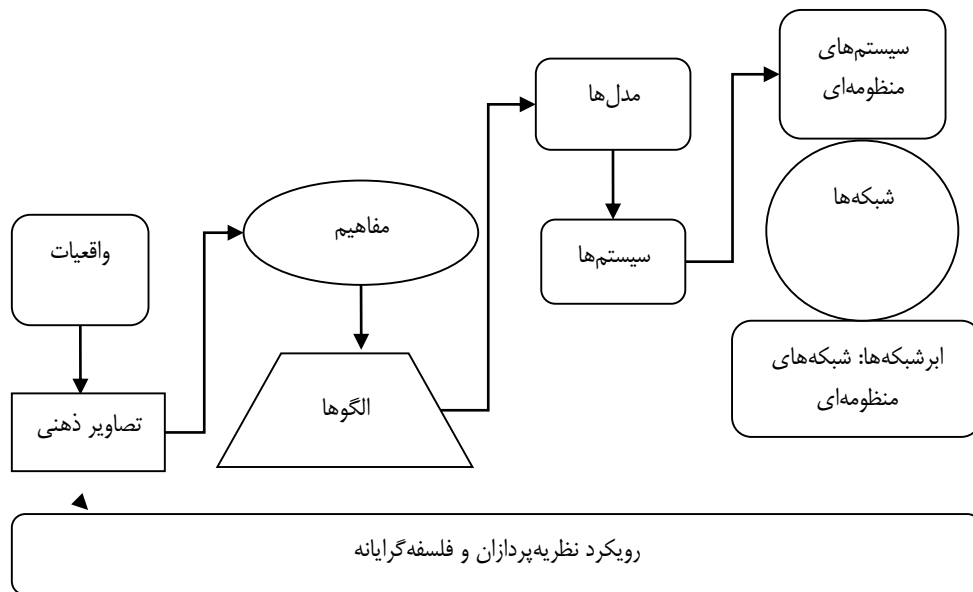 واقعیات
تصاویر ذهنی
مفاهیم
الگوها
مدل‌ها
سیستم‌ها
سیستم‌های
منظومه‌ای
شبکه‌ها
ابرشبکه‌ها: شبکه‌های
منظومه‌ای
رویکرد نظریه‌پردازان و فلسفه‌گرایانه